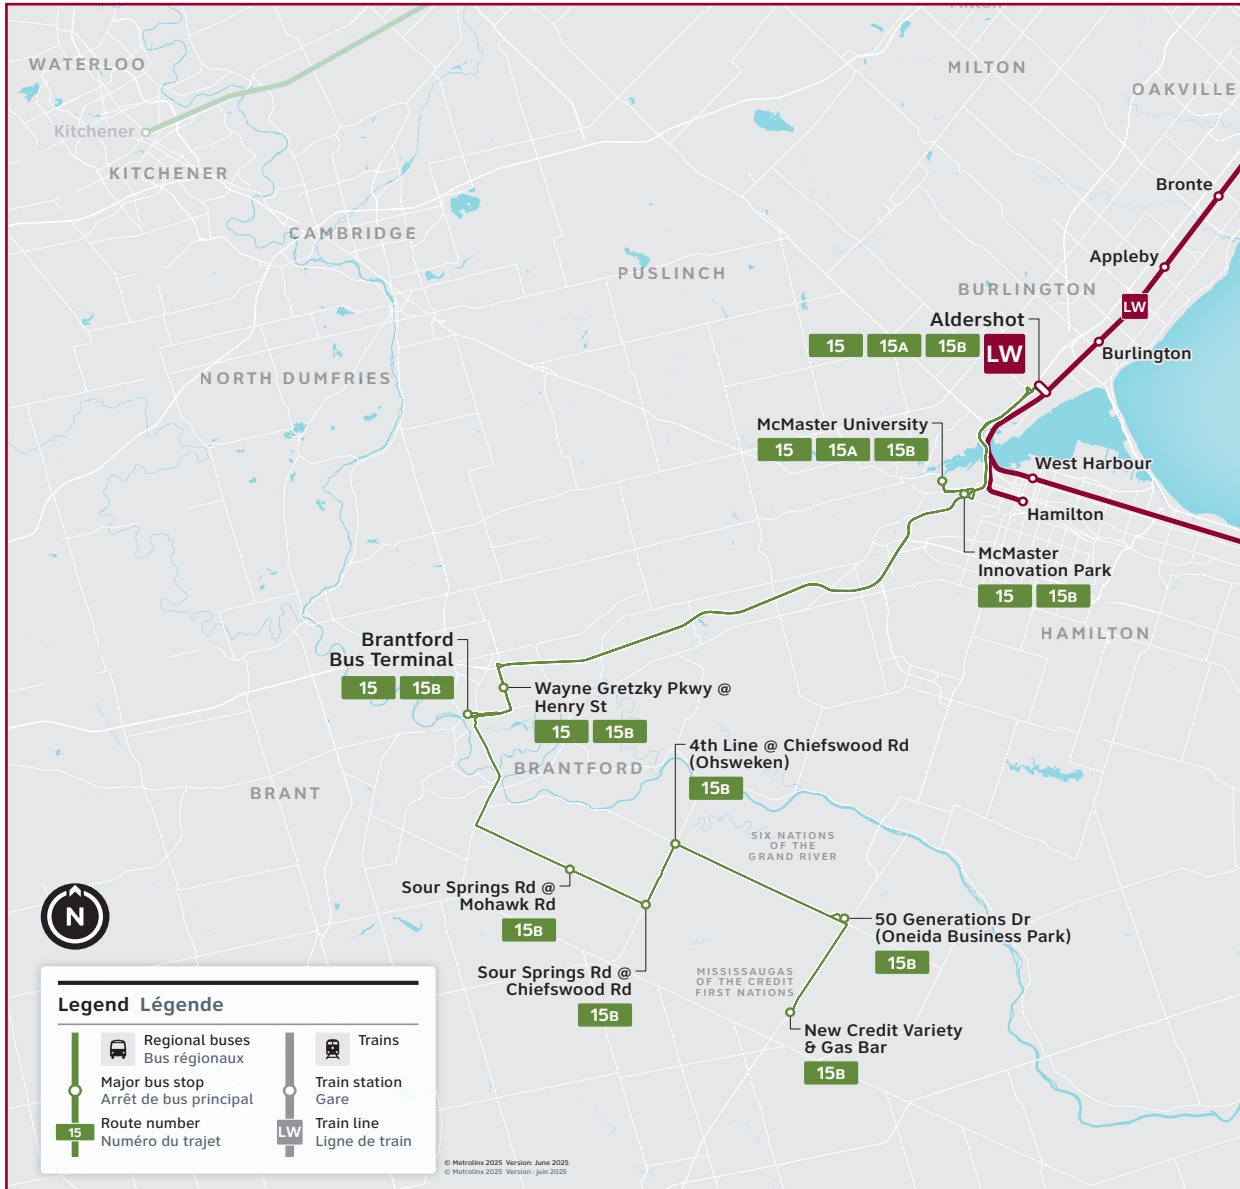 WATERLOO
Kitchener
KITCHENER
CAMBRIDGE
NORTH DUMFRIES
PUSLINCH
MILTON
OAKVILLE
Bronte
Appleby
BURLINGTON
LW
Aldershot
15 15A 15B LW
Burlington
McMaster University
15 15A 15B
West Harbour
Hamilton
McMaster
Innovation Park
15 15B
HAMILTON
Brantford
Bus Terminal
15 15B
Wayne Gretzky Pkwy @
Henry St
15 15B
4th Line @ Chiefswood Rd
(Ohsweken)
15B
BRANTFORD
BRANT
SIX NATIONS
OF THE
GRAND RIVER
Sour Springs Rd @
Mohawk Rd
15B
50 Generations Dr
(Oneida Business Park)
15B
Sour Springs Rd @
Chiefswood Rd
15B
MISSISSAUGAS
OF THE CREDIT
FIRST NATIONS
New Credit Variety
& Gas Bar
15B
N
Legend Légende
Regional buses
Bus régionaux
Major bus stop
Arrêt de bus principal
15
Route number
Numéro du trajet
Trains
Train station
Gare
LW
Train line
Ligne de train
© Metrolinx 2025 Version: June 2025
© Metrolinx 2025 Version : juin 2025